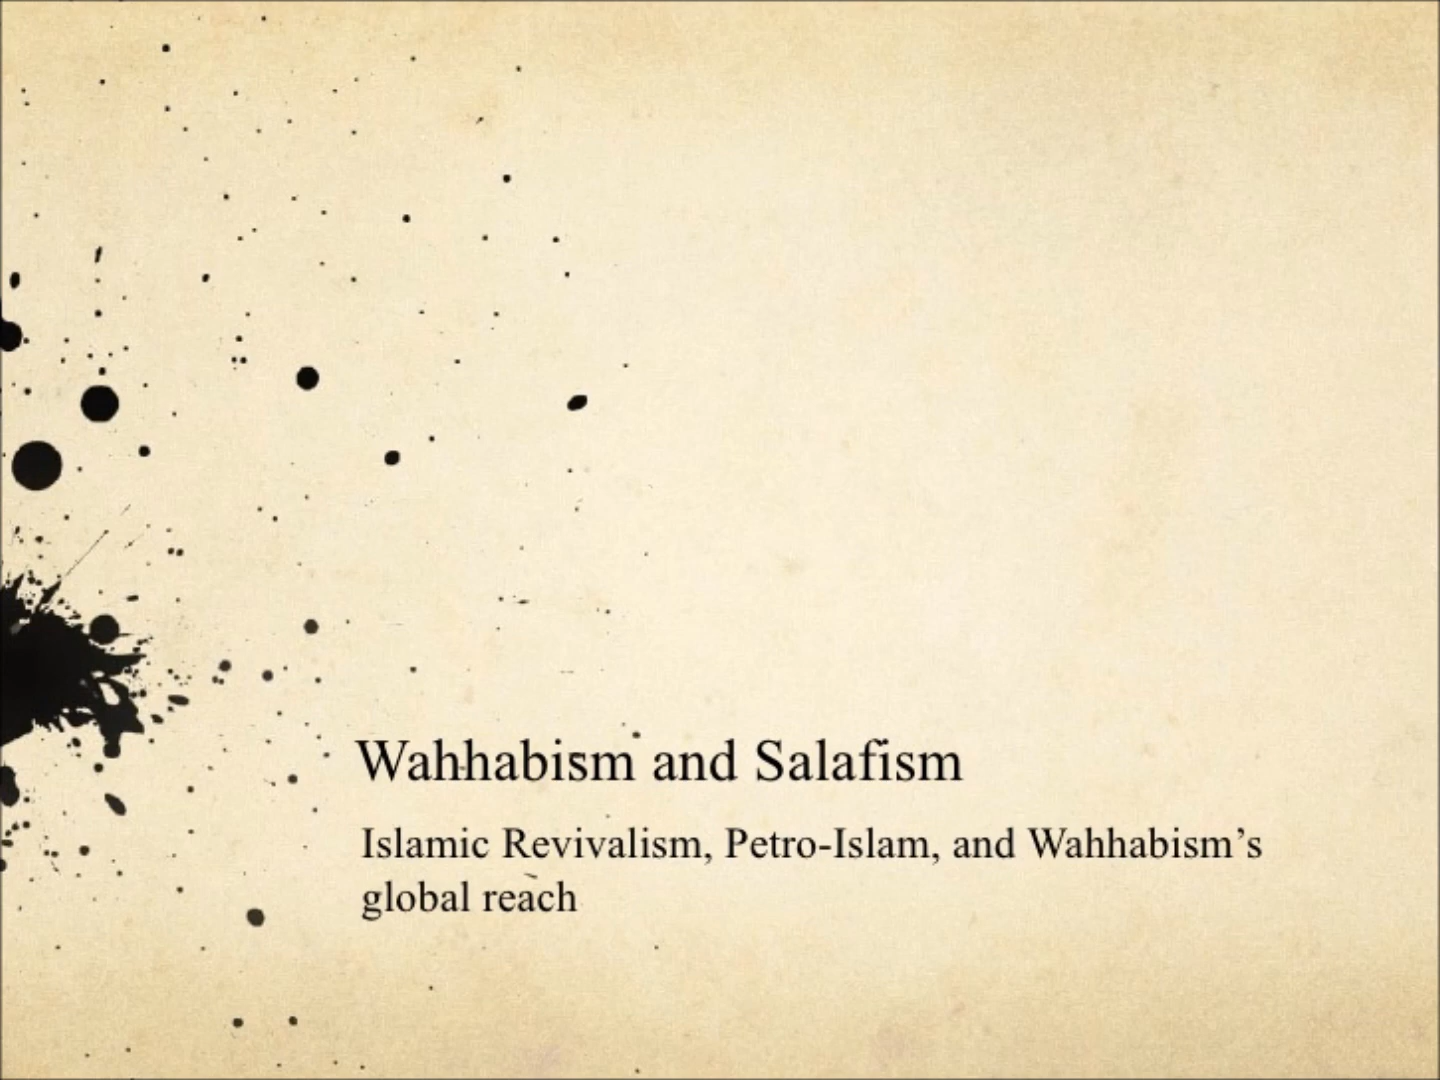 Wahhabism and Salafism
Islamic Revivalism, Petro-Islam, and Wahhabism’s
global reach